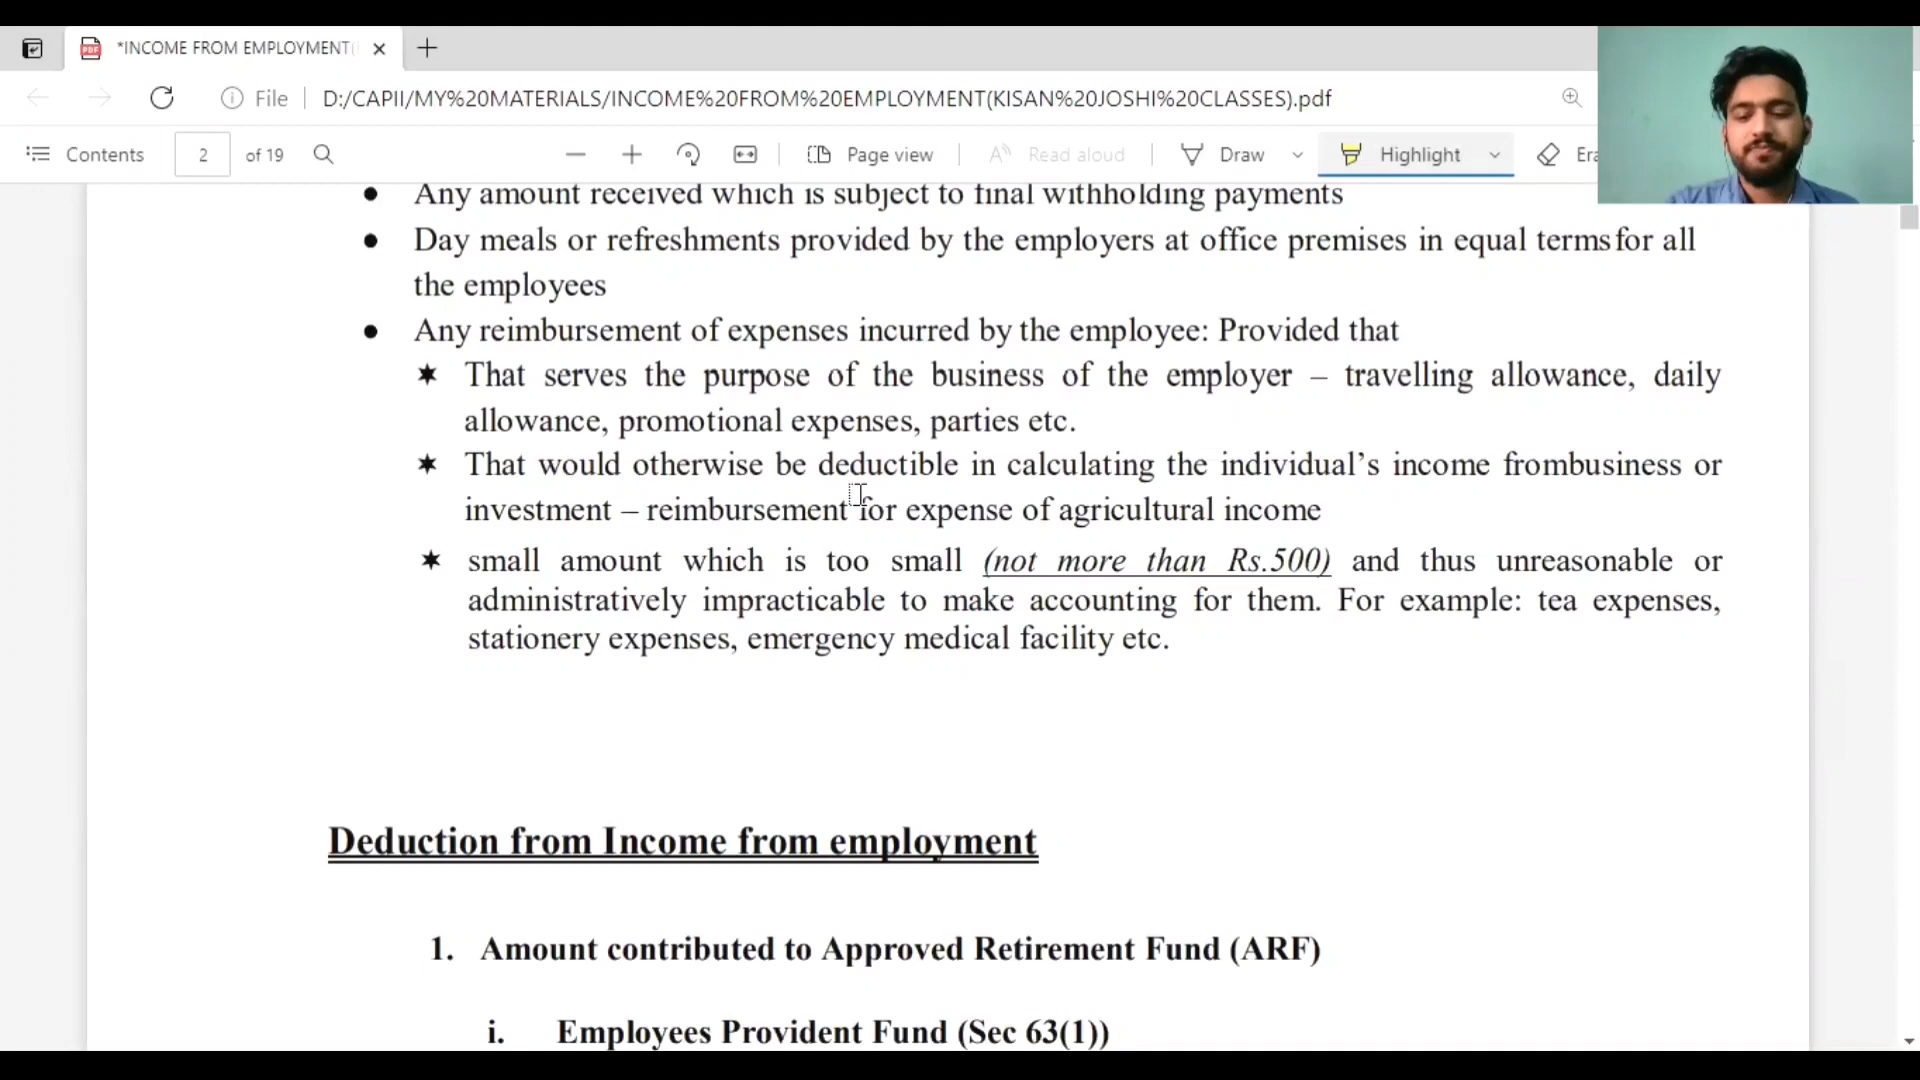 *INCOME FROM EMPLOYMENT(
File
D:/CAPII/MY%20MATERIALS/INCOME%20FROM%20EMPLOYMENT(KISAN%20JOSHI%20CLASSES).pdf
Contents
2
of 19
Page view
Read aloud
Draw
Highlight
Era
• Any amount received which is subject to final withholding payments
• Day meals or refreshments provided by the employers at office premises in equal terms for all
the employees
• Any reimbursement of expenses incurred by the employee: Provided that
★ That serves the purpose of the business of the employer – travelling allowance, daily
allowance, promotional expenses, parties etc.
★ That would otherwise be deductible in calculating the individual's income frombusiness or
investment – reimbursement for expense of agricultural income
★ small amount which is too small (not more than Rs.500) and thus unreasonable or
administratively impracticable to make accounting for them. For example: tea expenses,
stationery expenses, emergency medical facility etc.
Deduction from Income from employment
1. Amount contributed to Approved Retirement Fund (ARF)
i. Employees Provident Fund (Sec 63(1))